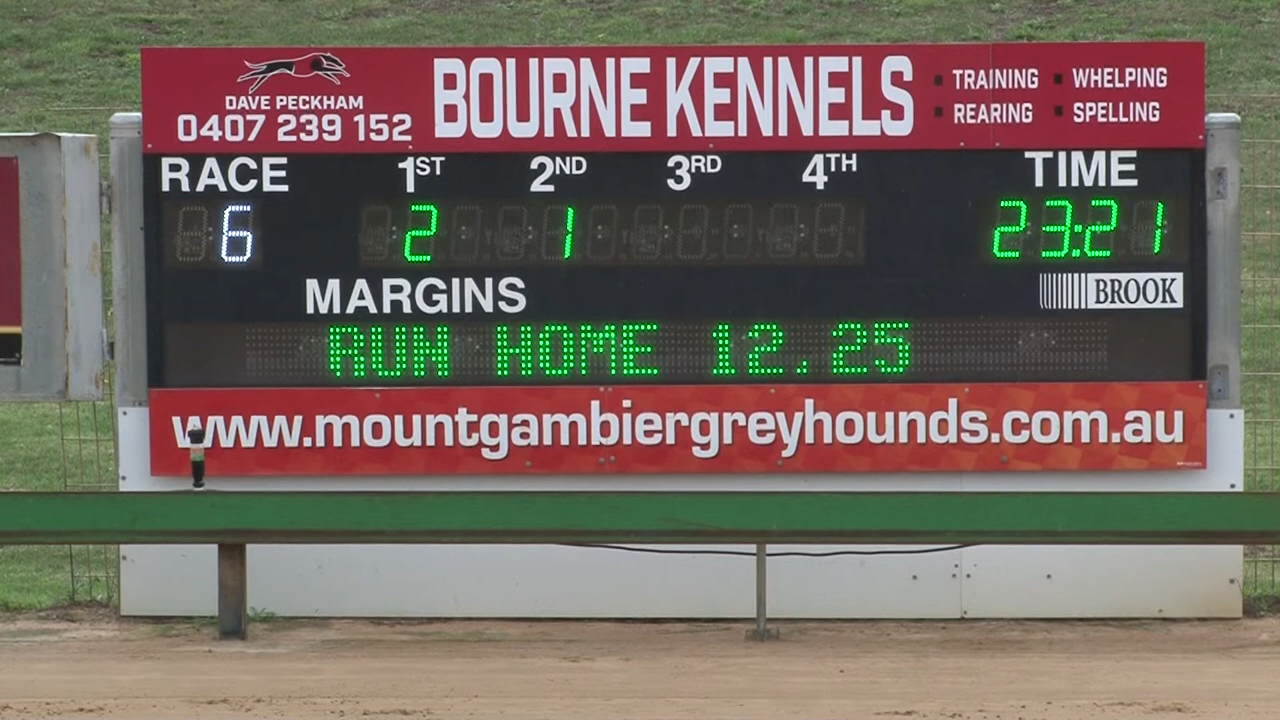 DAVE PECKHAM
0407 239 152
BOURNE KENNELS
TRAINING WHELPING
REARING SPELLING
RACE 1ST 2ND 3RD 4TH TIME
6 2 1 23:21
MARGINS
BROOK
RUN HOME 12.25
www.mountgambiergreyhounds.com.au